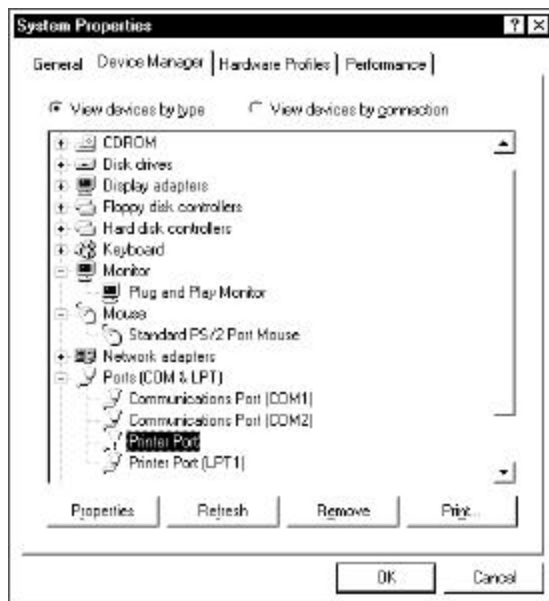 System Properties
General Device Manager Hardware Profiles Performance
View devices by type View devices by connection
CDROM
Disk drives
Display adapters
Floppy disk controllers
Hard disk controllers
Keyboard
Monitor
Plug and Play Monitor
Mouse
Standard PS/2 Port Mouse
Network adapters
Ports (COM & LPT)
Communications Port (COM1)
Communications Port (COM2)
Printer Port
Printer Port (LPT1)
Properties Refresh Remove Print...
OK Cancel